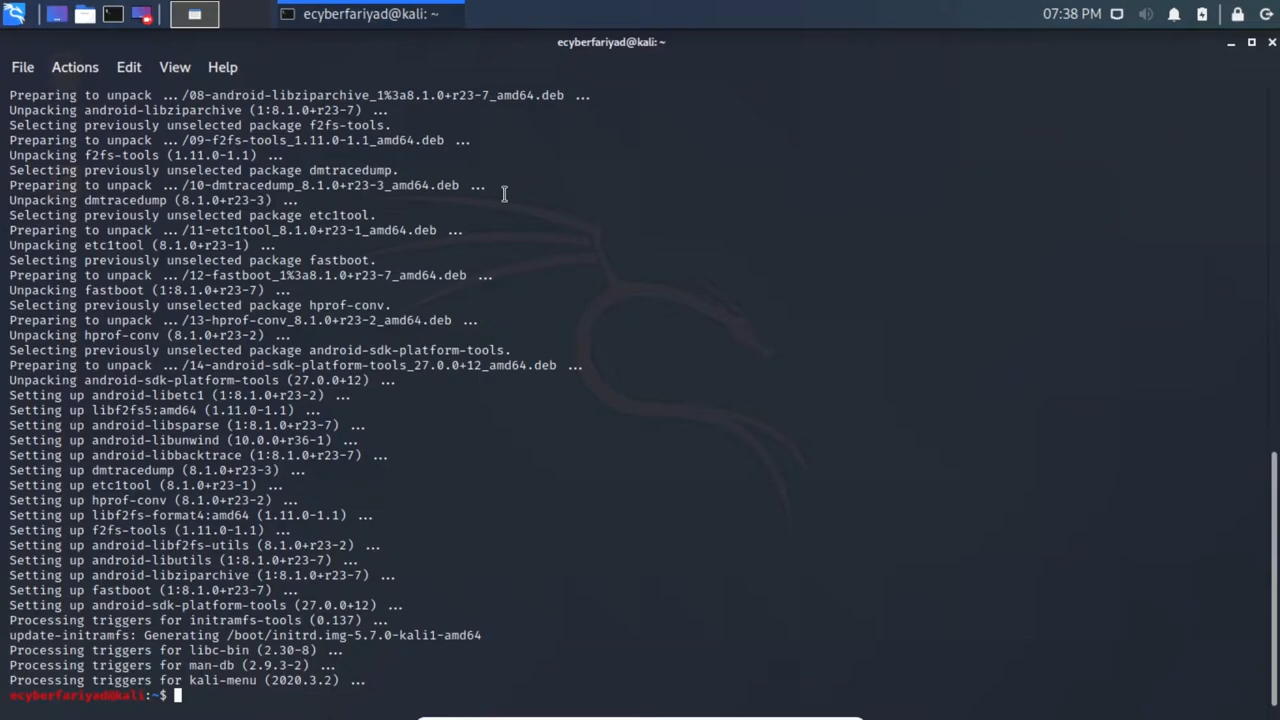 ecyberfariyad@kali: ~
07:38 PM
ecyberfariyad@kali: ~
File Actions Edit View Help
Preparing to unpack .../08-android-libziparchive_1%3a8.1.0+r23-7_amd64.deb ...
Unpacking android-libziparchive (1:8.1.0+r23-7) ...
Selecting previously unselected package f2fs-tools.
Preparing to unpack .../09-f2fs-tools_1.11.0-1.1_amd64.deb ...
Unpacking f2fs-tools (1.11.0-1.1) ...
Selecting previously unselected package dmtracedump.
Preparing to unpack .../10-dmtracedump_8.1.0+r23-3_amd64.deb ...
Unpacking dmtracedump (8.1.0+r23-3) ...
Selecting previously unselected package etc1tool.
Preparing to unpack .../11-etc1tool_8.1.0+r23-1_amd64.deb ...
Unpacking etc1tool (8.1.0+r23-1) ...
Selecting previously unselected package fastboot.
Preparing to unpack .../12-fastboot_1%3a8.1.0+r23-7_amd64.deb ...
Unpacking fastboot (1:8.1.0+r23-7) ...
Selecting previously unselected package hprof-conv.
Preparing to unpack .../13-hprof-conv_8.1.0+r23-2_amd64.deb ...
Unpacking hprof-conv (8.1.0+r23-2) ...
Selecting previously unselected package android-sdk-platform-tools.
Preparing to unpack .../14-android-sdk-platform-tools_27.0.0+12_amd64.deb ...
Unpacking android-sdk-platform-tools (27.0.0+12) ...
Setting up android-libetc1 (1:8.1.0+r23-2) ...
Setting up libf2fs5:amd64 (1.11.0-1.1) ...
Setting up android-libsparse (1:8.1.0+r23-7) ...
Setting up android-libunwind (10.0.0+r36-1) ...
Setting up android-libbacktrace (1:8.1.0+r23-7) ...
Setting up dmtracedump (8.1.0+r23-3) ...
Setting up etc1tool (8.1.0+r23-1) ...
Setting up hprof-conv (8.1.0+r23-2) ...
Setting up libf2fs-format4:amd64 (1.11.0-1.1) ...
Setting up f2fs-tools (1.11.0-1.1) ...
Setting up android-libf2fs-utils (8.1.0+r23-2) ...
Setting up android-libutils (1:8.1.0+r23-7) ...
Setting up android-libziparchive (1:8.1.0+r23-7) ...
Setting up fastboot (1:8.1.0+r23-7) ...
Setting up android-sdk-platform-tools (27.0.0+12) ...
Processing triggers for initramfs-tools (0.137) ...
update-initramfs: Generating /boot/initrd.img-5.7.0-kali1-amd64
Processing triggers for libc-bin (2.30-8) ...
Processing triggers for man-db (2.9.3-2) ...
Processing triggers for kali-menu (2020.3.2) ...
ecyberfariyad@kali:~$